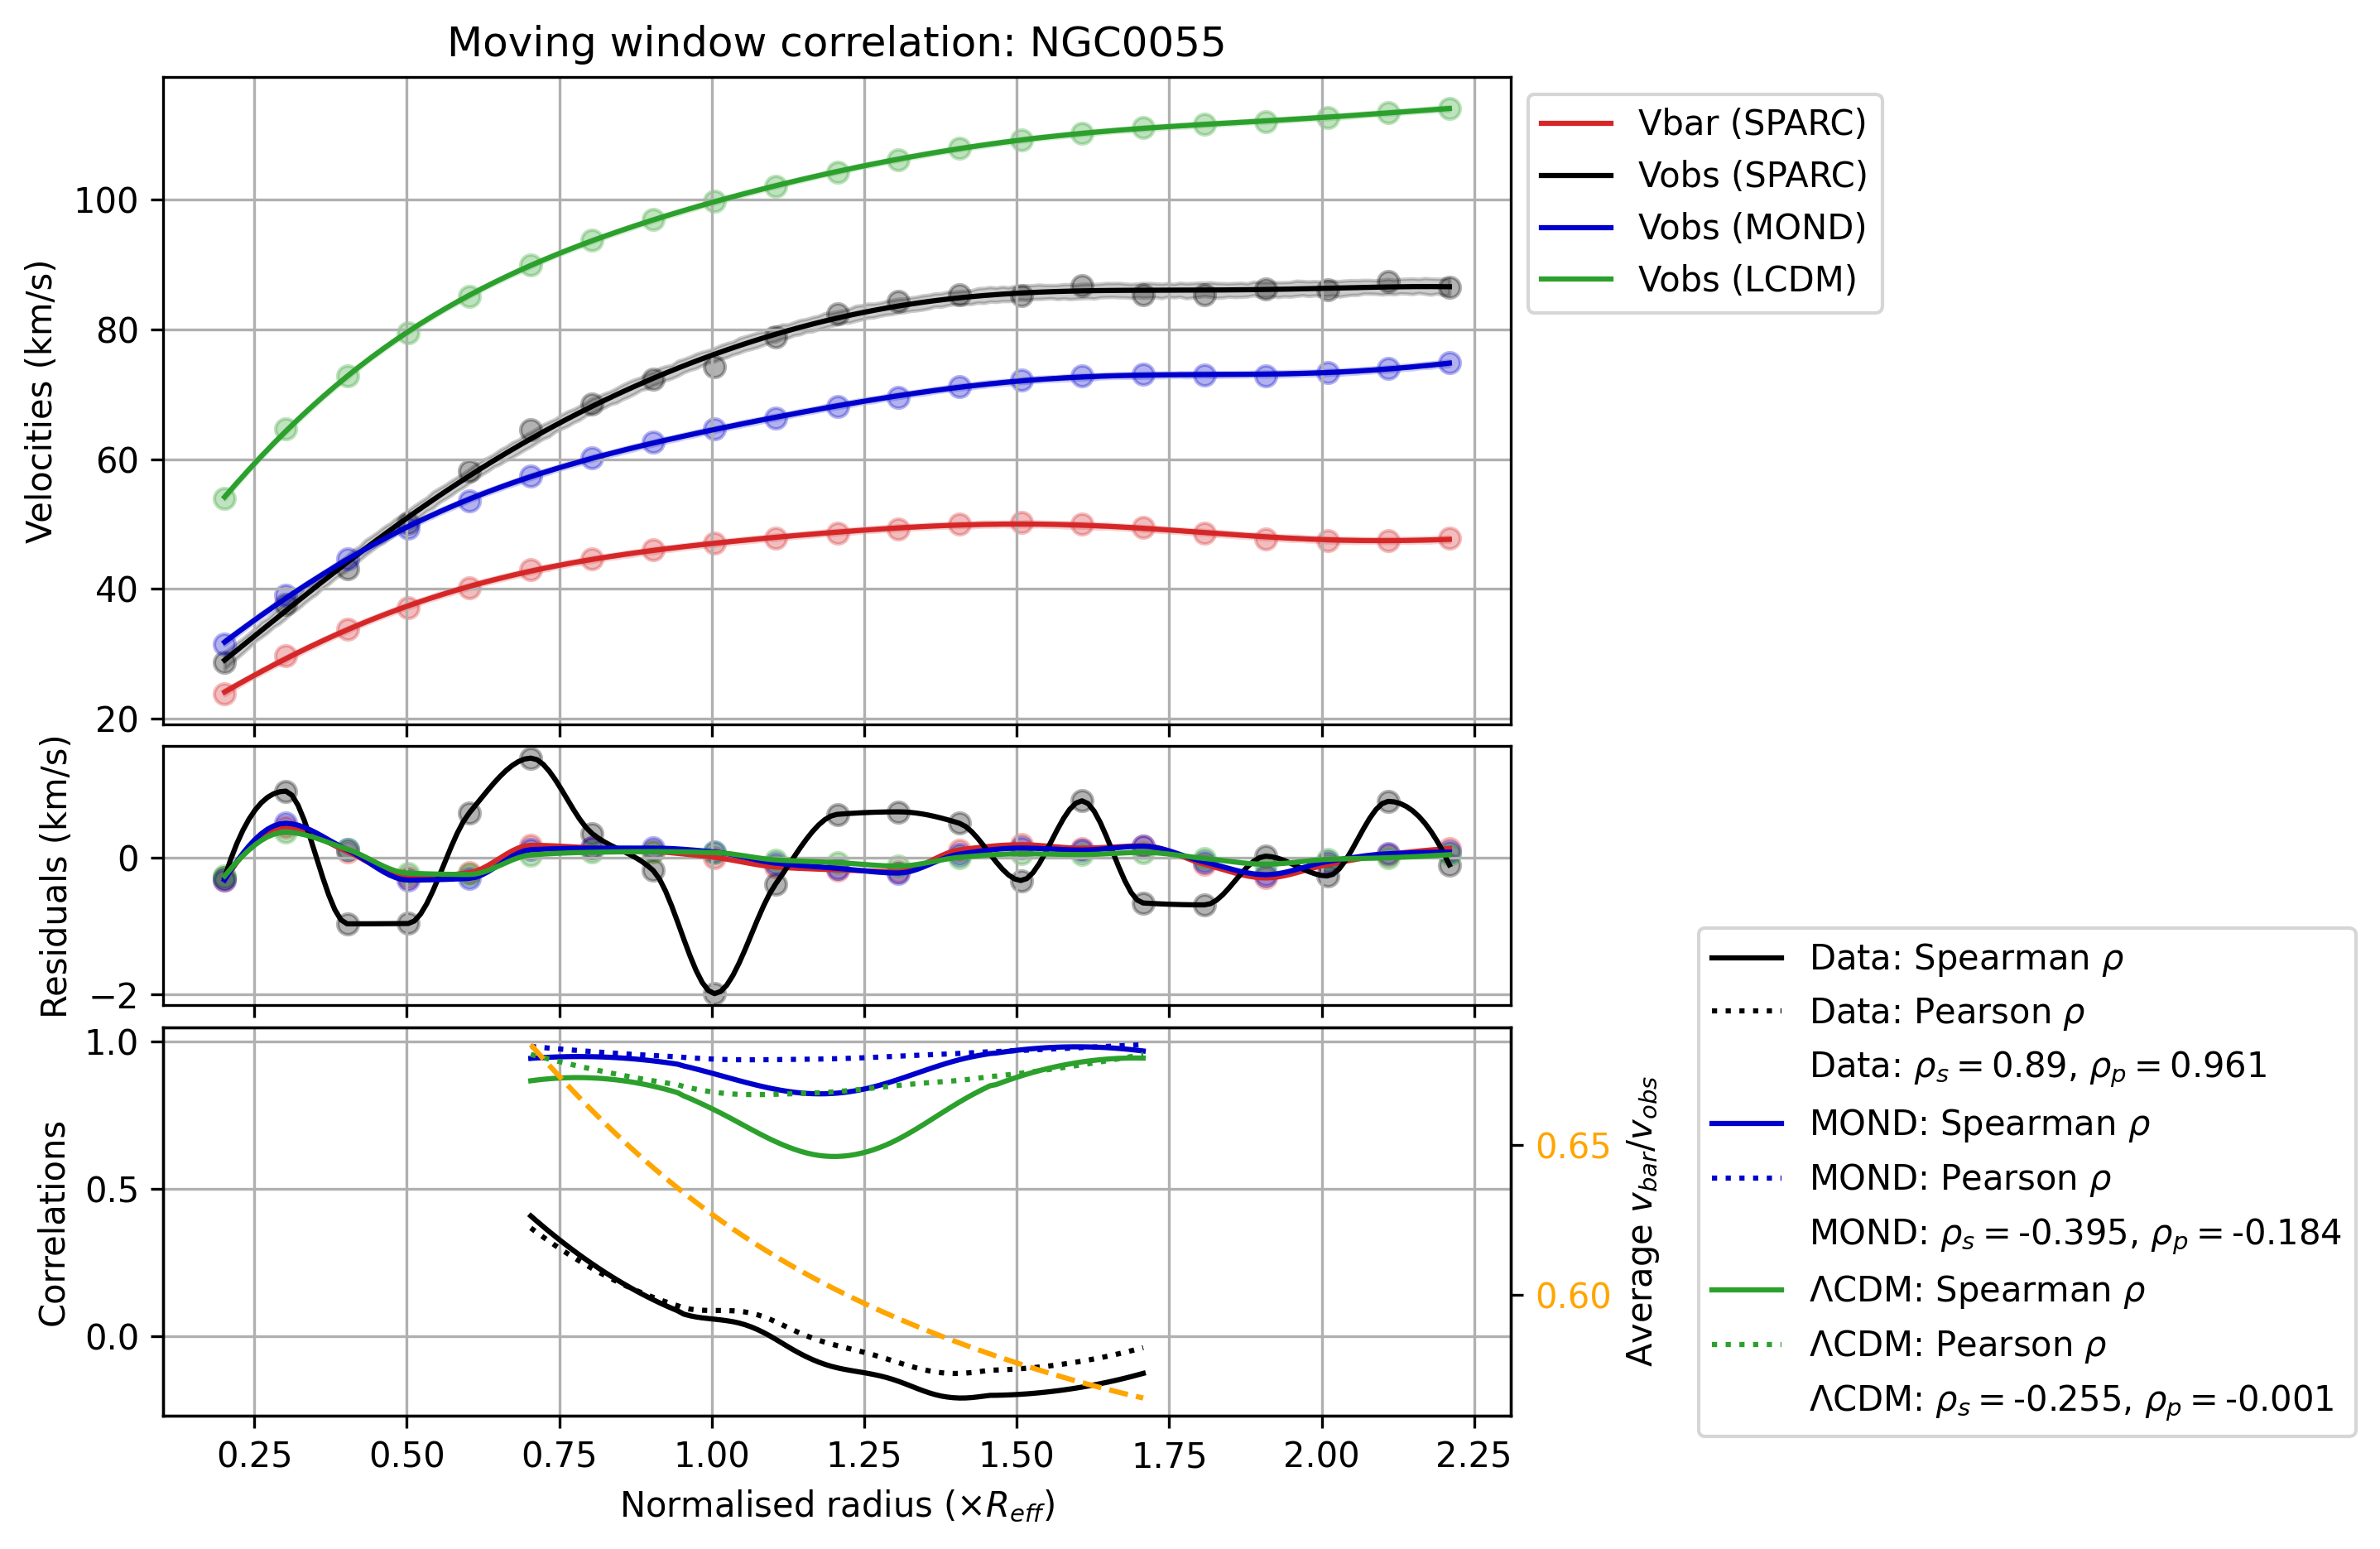 Moving window correlation: NGC0055
Velocities (km/s)
100
80
60
40
20
Vbar (SPARC)
Vobs (SPARC)
Vobs (MOND)
Vobs (LCDM)
Residuals (km/s)
0
−2
Correlations
1.0
0.5
0.0
0.65
0.60
Average v_bar/v_obs
0.25 0.50 0.75 1.00 1.25 1.50 1.75 2.00 2.25
Normalised radius (×R_eff)
Data: Spearman ρ
Data: Pearson ρ
Data: ρ_s = 0.89, ρ_p = 0.961
MOND: Spearman ρ
MOND: Pearson ρ
MOND: ρ_s = -0.395, ρ_p = -0.184
ΛCDM: Spearman ρ
ΛCDM: Pearson ρ
ΛCDM: ρ_s = -0.255, ρ_p = -0.001